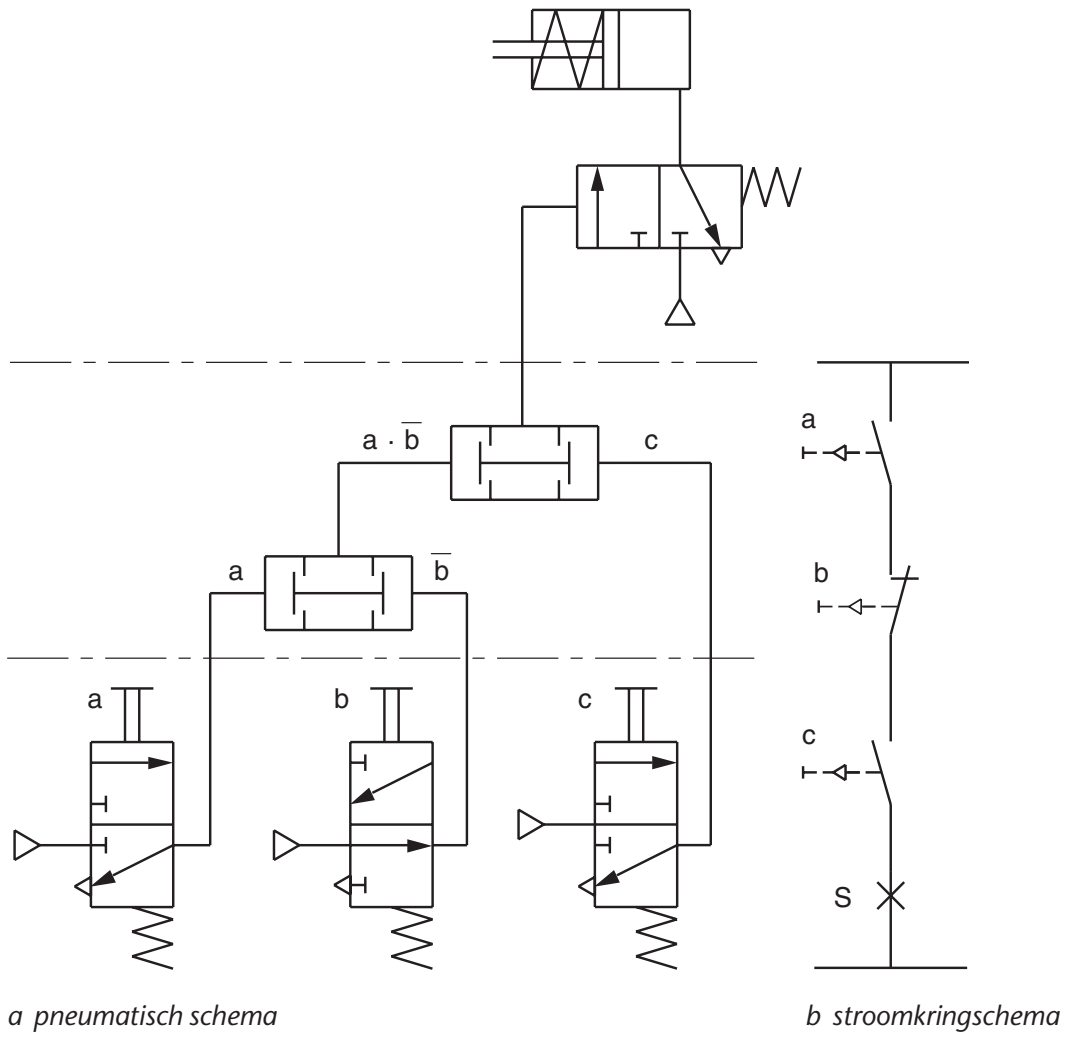 a · b̅ c
a b̅
a b c
a
b
c
S
a pneumatisch schema
b stroomkringschema